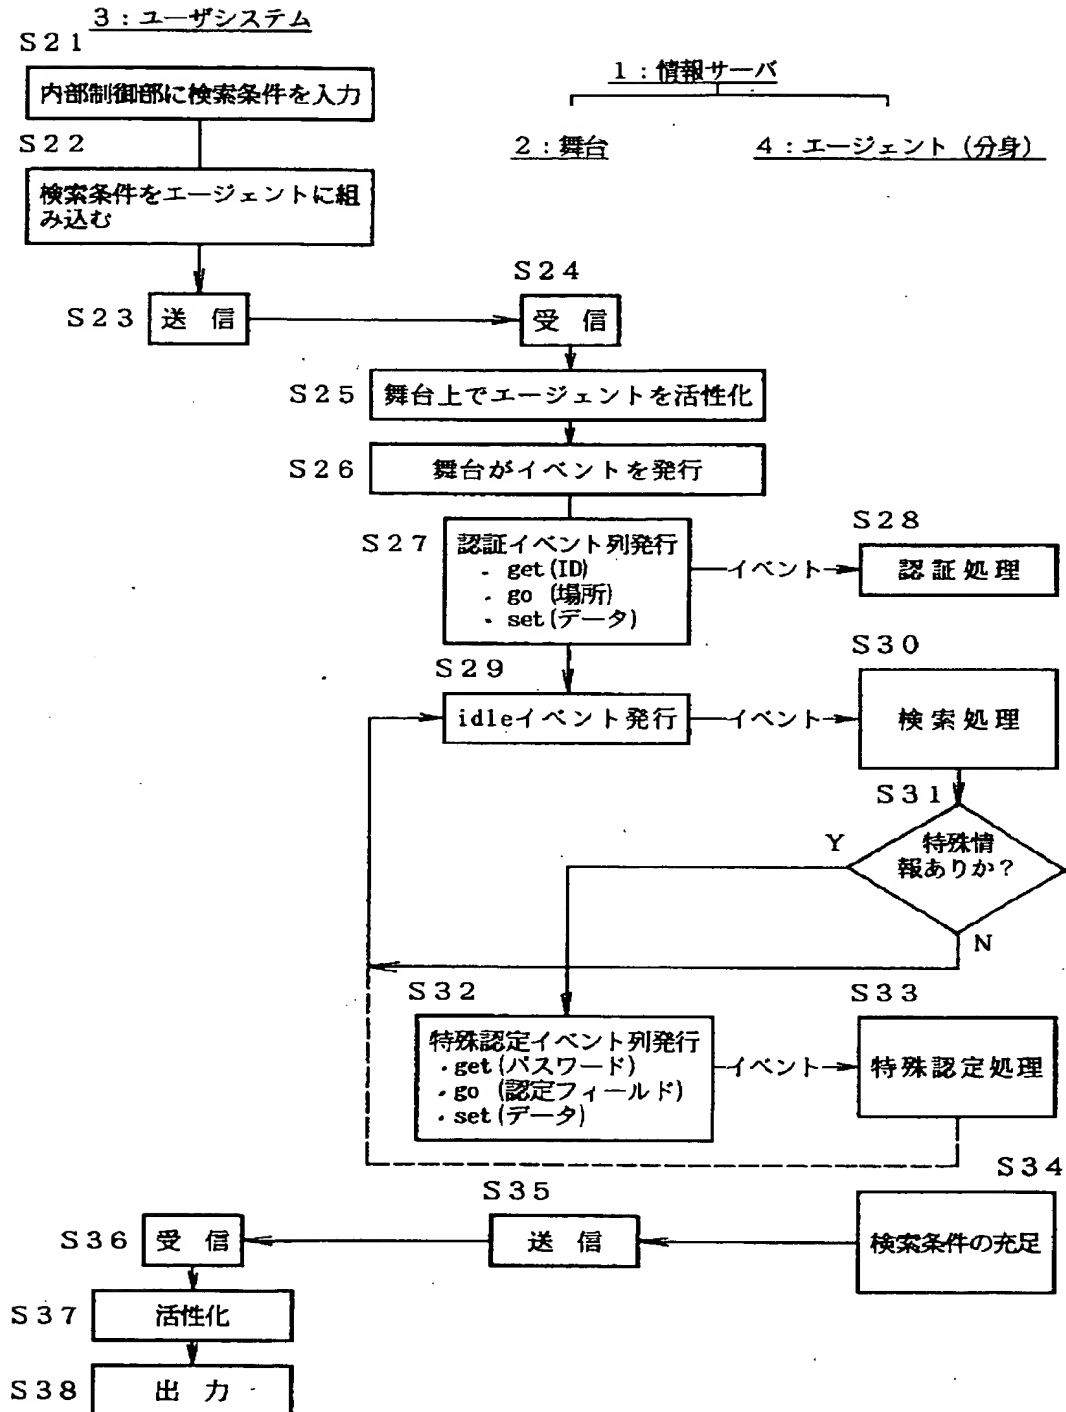 3：ユーザシステム
S21
内部制御部に検索条件を入力
1：情報サーバ
S22
2：舞台
4：エージェント（分身）
検索条件をエージェントに組
み込む
S24
S23
送 信
受 信
S25
舞台上でエージェントを活性化
S26
舞台がイベントを発行
S28
S27
認証イベント列発行
・get(ID)
・go (場所)
・set(データ)
イベント
認証処理
S30
S29
idleイベント発行
イベント
検索処理
S31
Y
特殊情
報ありか？
N
S32
S33
特殊認定イベント列発行
・get(パスワード)
・go (認定フィールド)
・set(データ)
イベント
特殊認定処理
S34
S35
S36
受 信
送 信
検索条件の充足
S37
活性化
S38
出 力